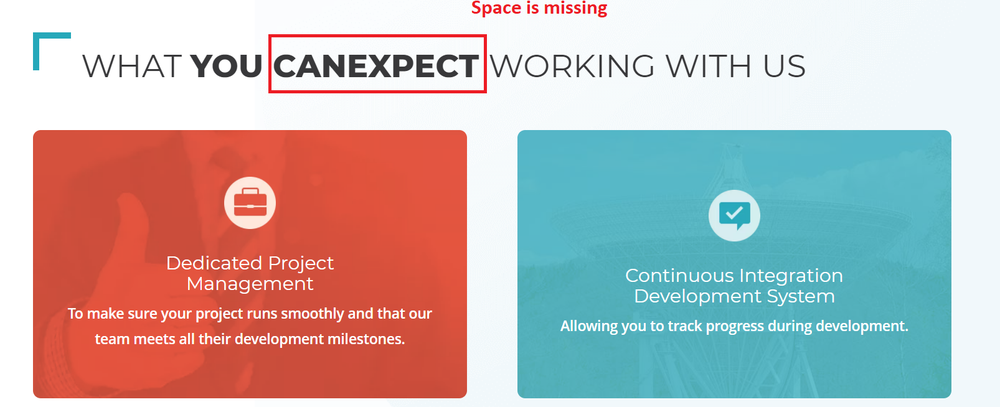 Space is missing
WHAT YOU CANEXPECT WORKING WITH US
Dedicated Project
Management
To make sure your project runs smoothly and that our
team meets all their development milestones.
Continuous Integration
Development System
Allowing you to track progress during development.